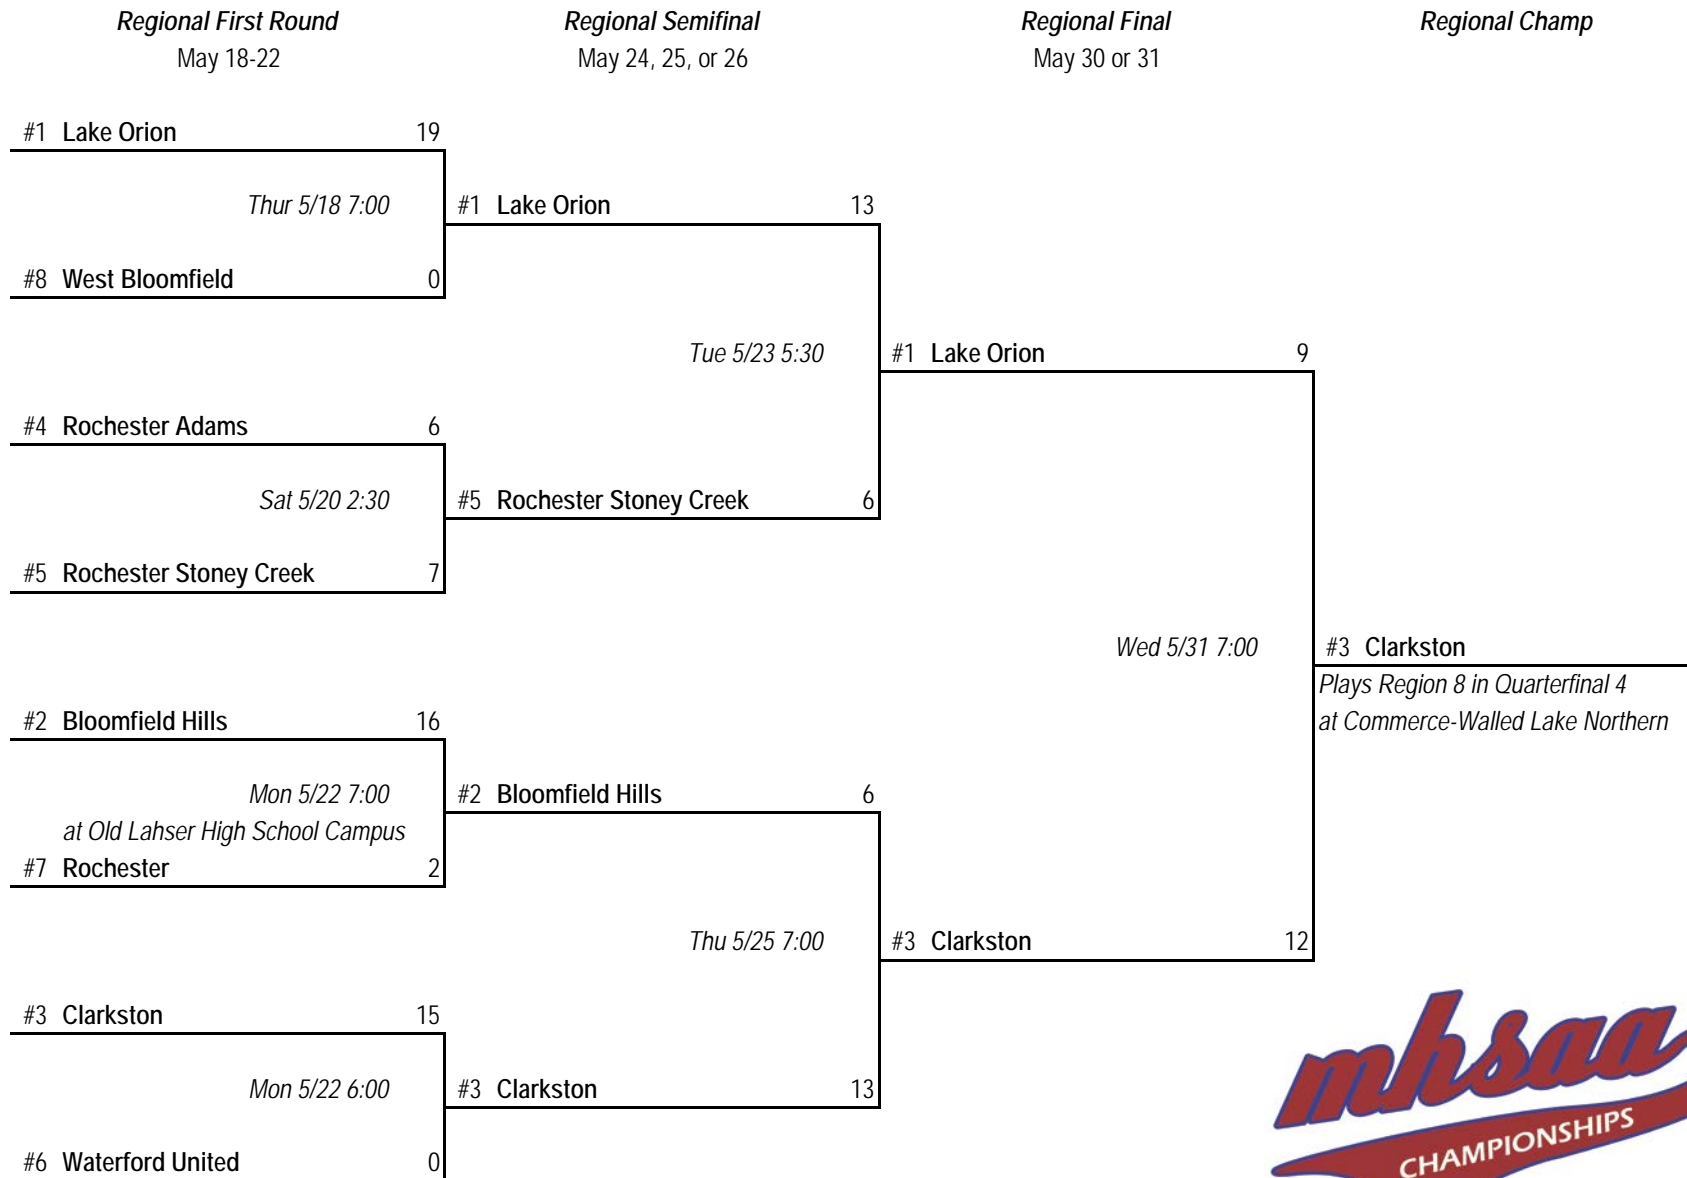 Regional First Round Regional Semifinal Regional Final Regional Champ
May 18-22 May 24, 25, or 26 May 30 or 31
#1 Lake Orion 19
Thur 5/18 7:00 #1 Lake Orion 13
#8 West Bloomfield 0
Tue 5/23 5:30 #1 Lake Orion 9
#4 Rochester Adams 6
Sat 5/20 2:30 #5 Rochester Stoney Creek 6
#5 Rochester Stoney Creek 7
Wed 5/31 7:00 #3 Clarkston
Plays Region 8 in Quarterfinal 4
#2 Bloomfield Hills 16 at Commerce-Walled Lake Northern
Mon 5/22 7:00 #2 Bloomfield Hills 6
at Old Lahser High School Campus
#7 Rochester 2
Thu 5/25 7:00 #3 Clarkston 12
#3 Clarkston 15
Mon 5/22 6:00 #3 Clarkston 13
#6 Waterford United 0
mhsaa
CHAMPIONSHIPS